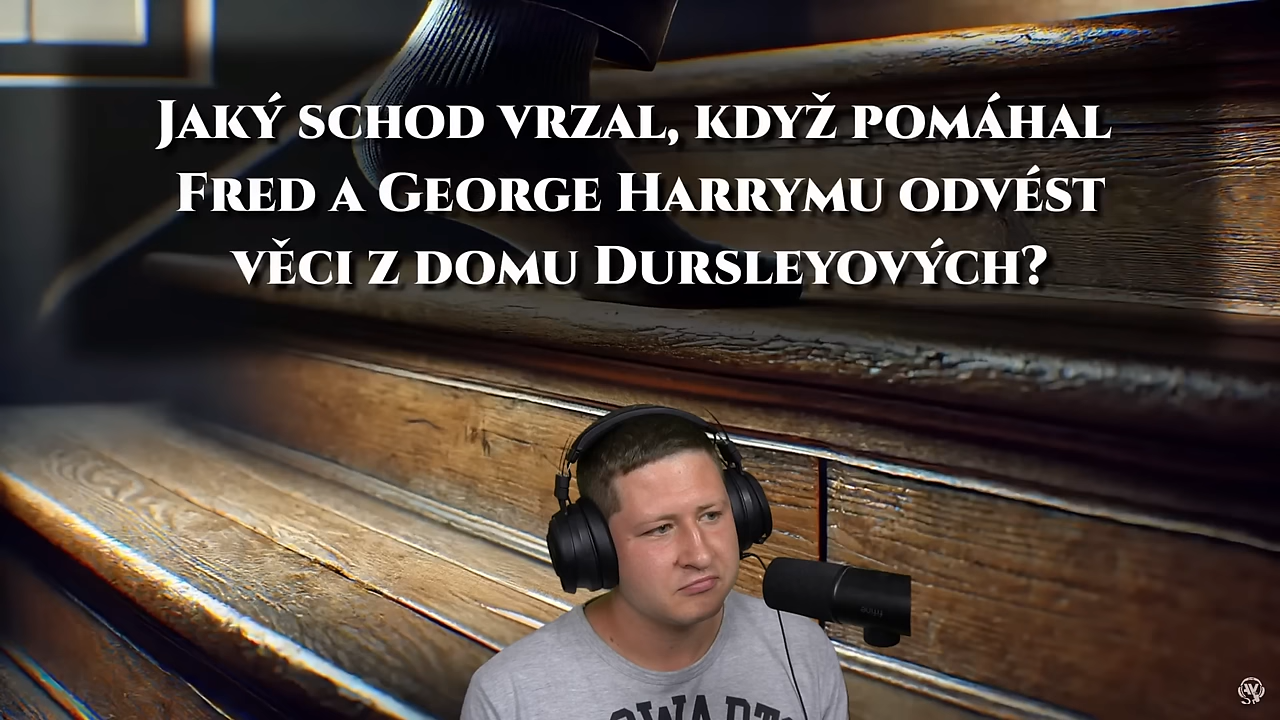 Jaký schod vrzal, když pomáhal
Fred a George Harrymu odvést
věci z domu Dursleyových?